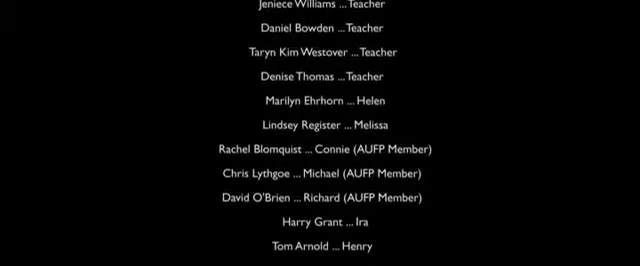 Jeniece Williams ... Teacher
Daniel Bowden ... Teacher
Taryn Kim Westover ... Teacher
Denise Thomas ... Teacher
Marilyn Ehrhorn ... Helen
Lindsey Register ... Melissa
Rachel Blomquist ... Connie (AUFP Member)
Chris Lythgoe ... Michael (AUFP Member)
David O'Brien ... Richard (AUFP Member)
Harry Grant ... Ira
Tom Arnold ... Henry